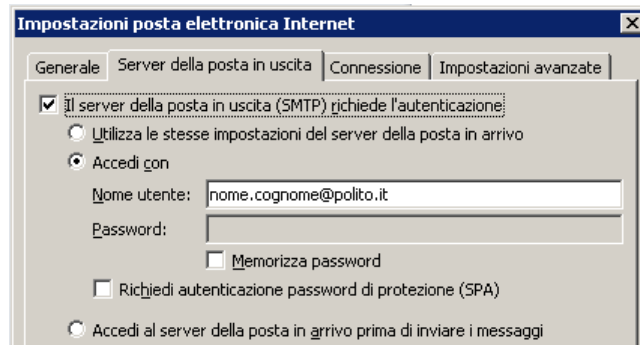 Impostazioni posta elettronica Internet
Generale Server della posta in uscita Connessione Impostazioni avanzate
Il server della posta in uscita (SMTP) richiede l'autenticazione
Utilizza le stesse impostazioni del server della posta in arrivo
Accedi con
Nome utente: nome.cognome@polito.it
Password:
Memorizza password
Richiedi autenticazione password di protezione (SPA)
Accedi al server della posta in arrivo prima di inviare i messaggi